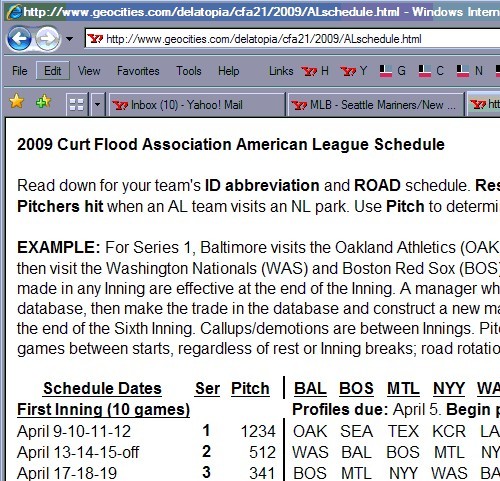 http://www.geocities.com/delatopia/cfa21/2009/ALschedule.html - Windows Intern
http://www.geocities.com/delatopia/cfa21/2009/ALschedule.html
File Edit View Favorites Tools Help Links H Y G C N
Inbox (10) - Yahoo! Mail MLB - Seattle Mariners/New ... htt
2009 Curt Flood Association American League Schedule
Read down for your team's ID abbreviation and ROAD schedule. Res
Pitchers hit when an AL team visits an NL park. Use Pitch to determi
EXAMPLE: For Series 1, Baltimore visits the Oakland Athletics (OAK
then visit the Washington Nationals (WAS) and Boston Red Sox (BOS)
made in any Inning are effective at the end of the Inning. A manager wh
database, then make the trade in the database and construct a new ma
the end of the Sixth Inning. Callups/demotions are between Innings. Pit
games between starts, regardless of rest or Inning breaks; road rotatio
Schedule Dates Ser Pitch BAL BOS MTL NYY WA
First Inning (10 games) Profiles due: April 5. Begin p
April 9-10-11-12 1 1234 OAK SEA TEX KCR LA
April 13-14-15-off 2 512 WAS BAL BOS MTL NY
April 17-18-19 3 341 BOS MTL NYY WAS BA